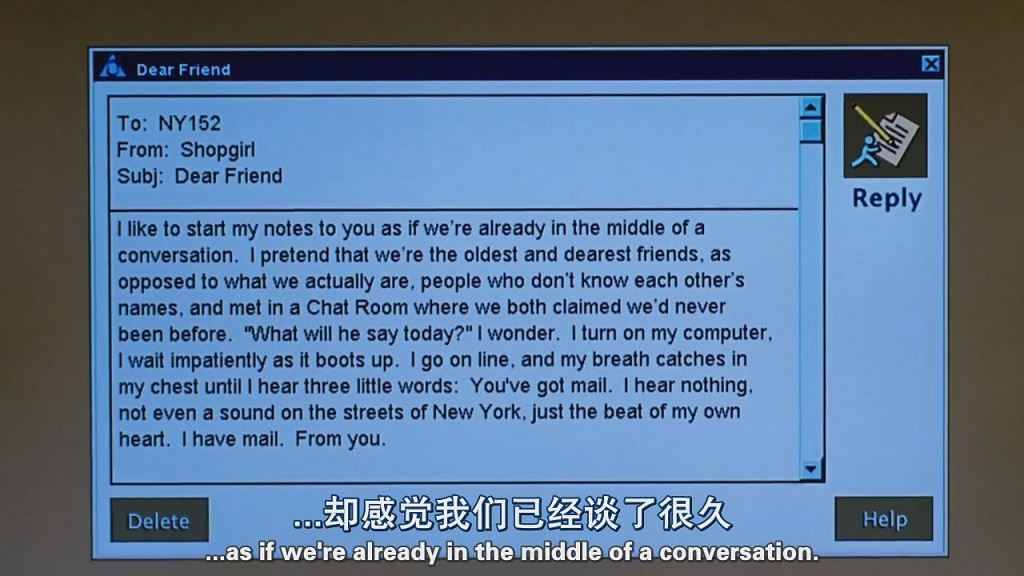 Dear Friend
To: NY152
From: Shopgirl
Subj: Dear Friend
Reply
I like to start my notes to you as if we're already in the middle of a
conversation. I pretend that we're the oldest and dearest friends, as
opposed to what we actually are, people who don't know each other's
names, and met in a Chat Room where we both claimed we'd never
been before. "What will he say today?" I wonder. I turn on my computer,
I wait impatiently as it boots up. I go on line, and my breath catches in
my chest until I hear three little words: You've got mail. I hear nothing,
not even a sound on the streets of New York, just the beat of my own
heart. I have mail. From you.
Delete
Help
...却感觉我们已经谈了很久
...as if we're already in the middle of a conversation.